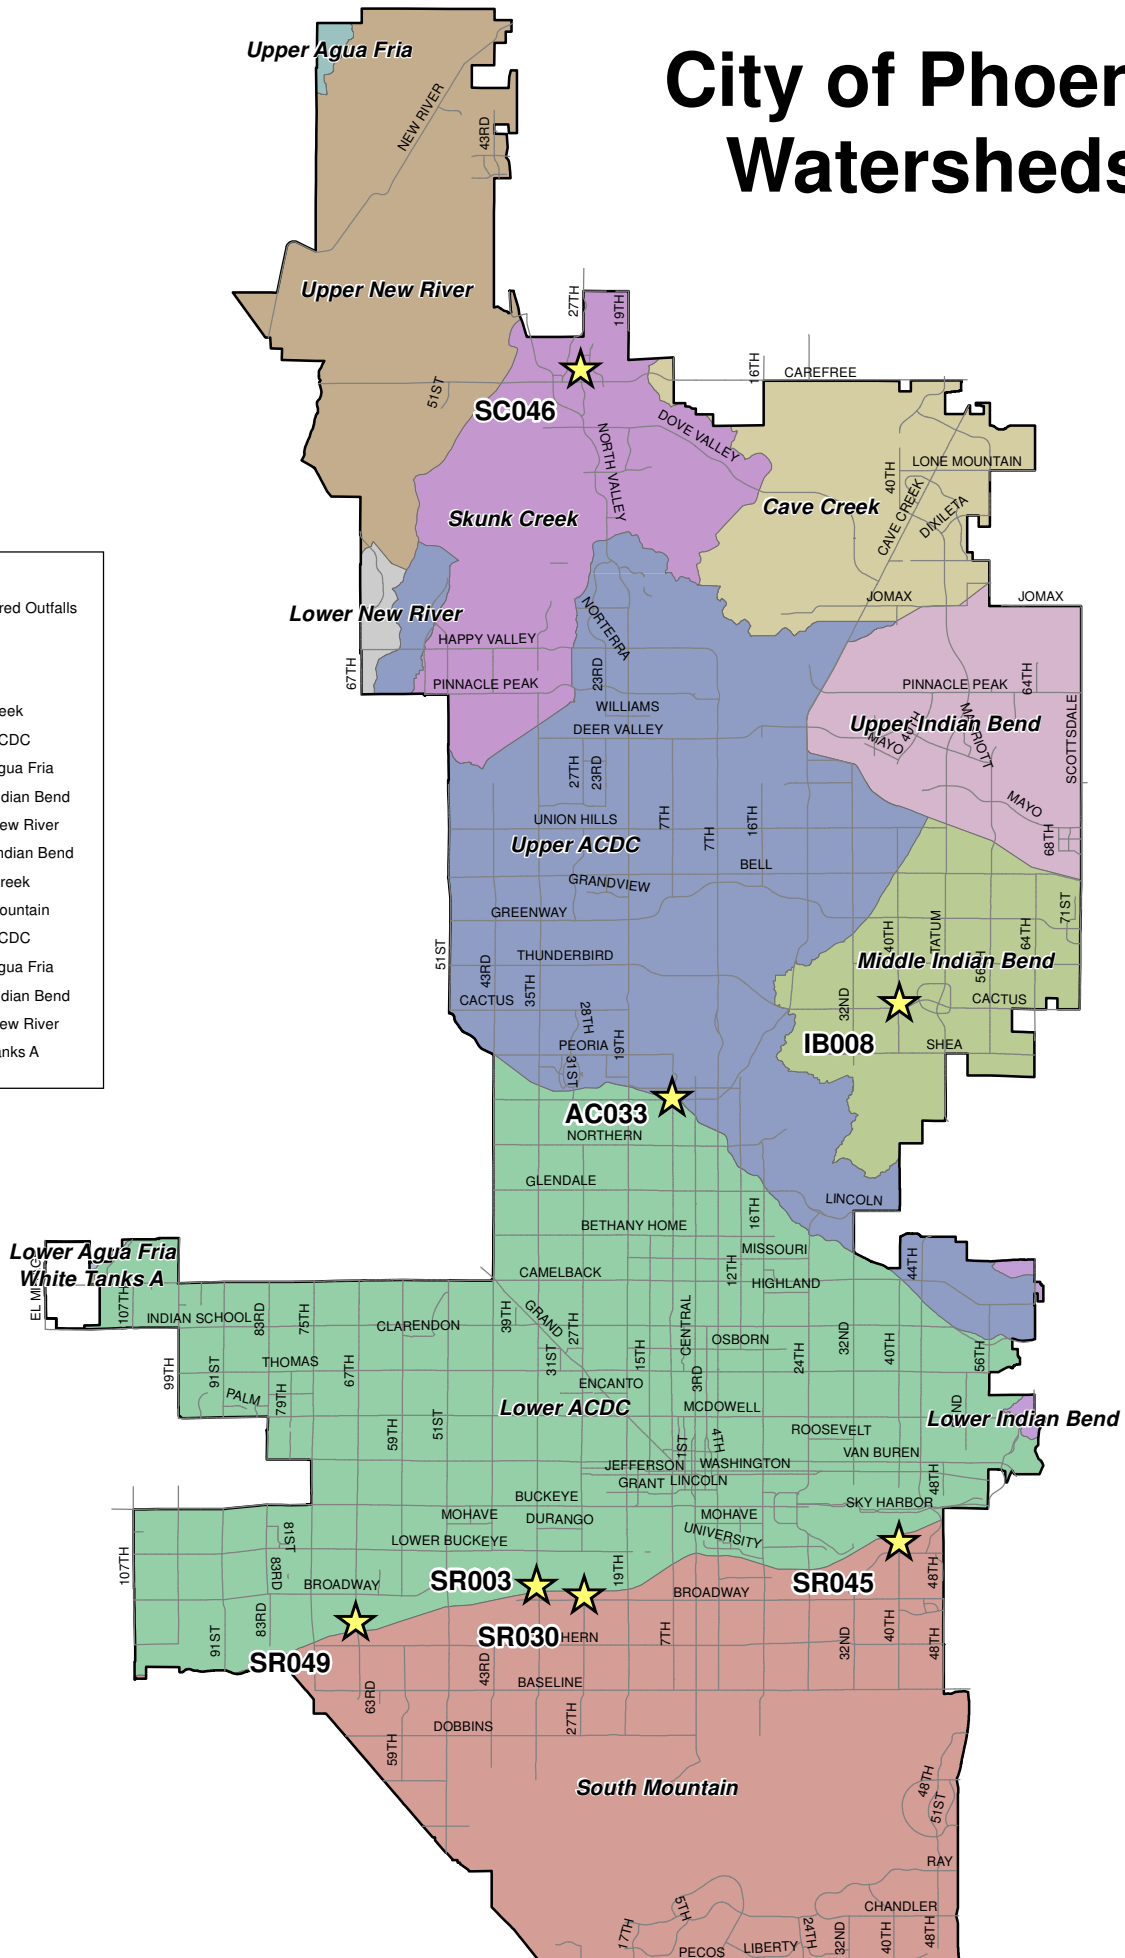 City of Phoen
Watersheds
Upper Agua Fria
NEW RIVER
43RD
Upper New River
27TH
19TH
16TH
CAREFREE
51ST
SC046
DOVE VALLEY
NORTH VALLEY
LONE MOUNTAIN
40TH
CAVE CREEK
DIXILETA
Cave Creek
Skunk Creek
red Outfalls
eek
CDC
gua Fria
dian Bend
ew River
ndian Bend
reek
ountain
CDC
gua Fria
dian Bend
ew River
anks A
JOMAX
JOMAX
Lower New River
NORTERRA
HAPPY VALLEY
67TH
PINNACLE PEAK
23RD
PINNACLE PEAK
64TH
WILLIAMS
DEER VALLEY
Upper Indian Bend
MAYO
40TH
MARRIOTT
SCOTTSDALE
27TH
23RD
MAYO
UNION HILLS
7TH
7TH
16TH
68TH
Upper ACDC
BELL
GRANDVIEW
GREENWAY
71ST
40TH
TATUM
64TH
51ST
THUNDERBIRD
Middle Indian Bend
43RD
35TH
56TH
CACTUS
32ND
CACTUS
28TH
19TH
PEORIA
IB008
SHEA
31ST
AC033
NORTHERN
GLENDALE
LINCOLN
BETHANY HOME
16TH
MISSOURI
Lower Agua Fria
White Tanks A
12TH
44TH
CAMELBACK
HIGHLAND
107TH
INDIAN SCHOOL
83RD
75TH
CLARENDON
39TH
GRAND
27TH
CENTRAL
OSBORN
32ND
40TH
56TH
99TH
91ST
THOMAS
67TH
31ST
15TH
24TH
PALM
79TH
ENCANTO
3RD
Lower ACDC
MCDOWELL
ND
Lower Indian Bend
59TH
51ST
ROOSEVELT
1ST
4TH
VAN BUREN
JEFFERSON
WASHINGTON
GRANT
LINCOLN
48TH
BUCKEYE
SKY HARBOR
MOHAVE
DURANGO
MOHAVE
81ST
LOWER BUCKEYE
UNIVERSITY
107TH
83RD
BROADWAY
SR003
19TH
BROADWAY
SR045
48TH
83RD
91ST
SR030
HERN
7TH
32ND
40TH
48TH
SR049
43RD
BASELINE
63RD
27TH
DOBBINS
59TH
South Mountain
48TH
51ST
RAY
CHANDLER
5TH
17TH
PECOS
LIBERTY
24TH
32ND
40TH
48TH